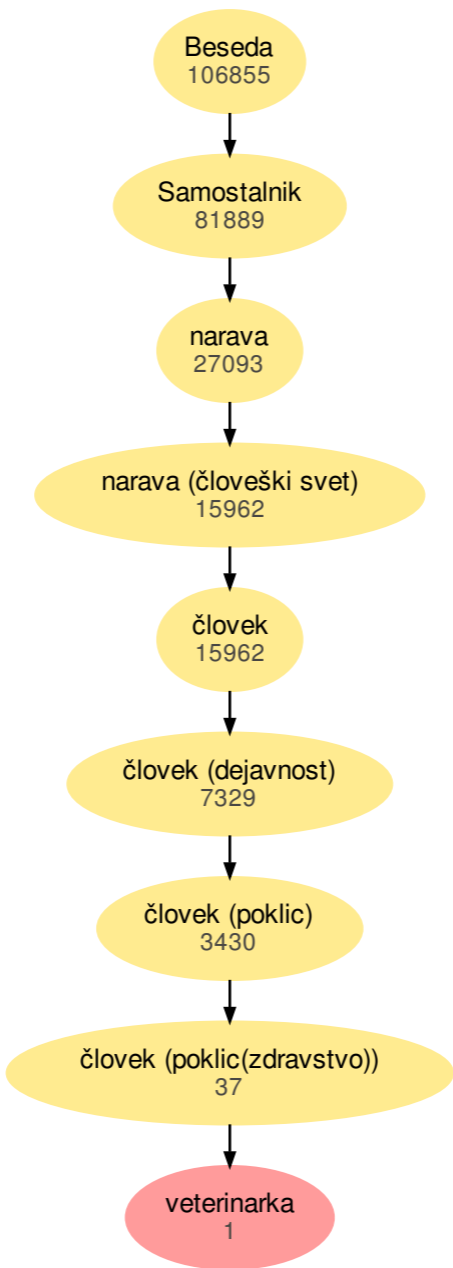 Beseda
106855
Samostalnik
81889
narava
27093
narava (človeški svet)
15962
človek
15962
človek (dejavnost)
7329
človek (poklic)
3430
človek (poklic(zdravstvo))
37
veterinarka
1